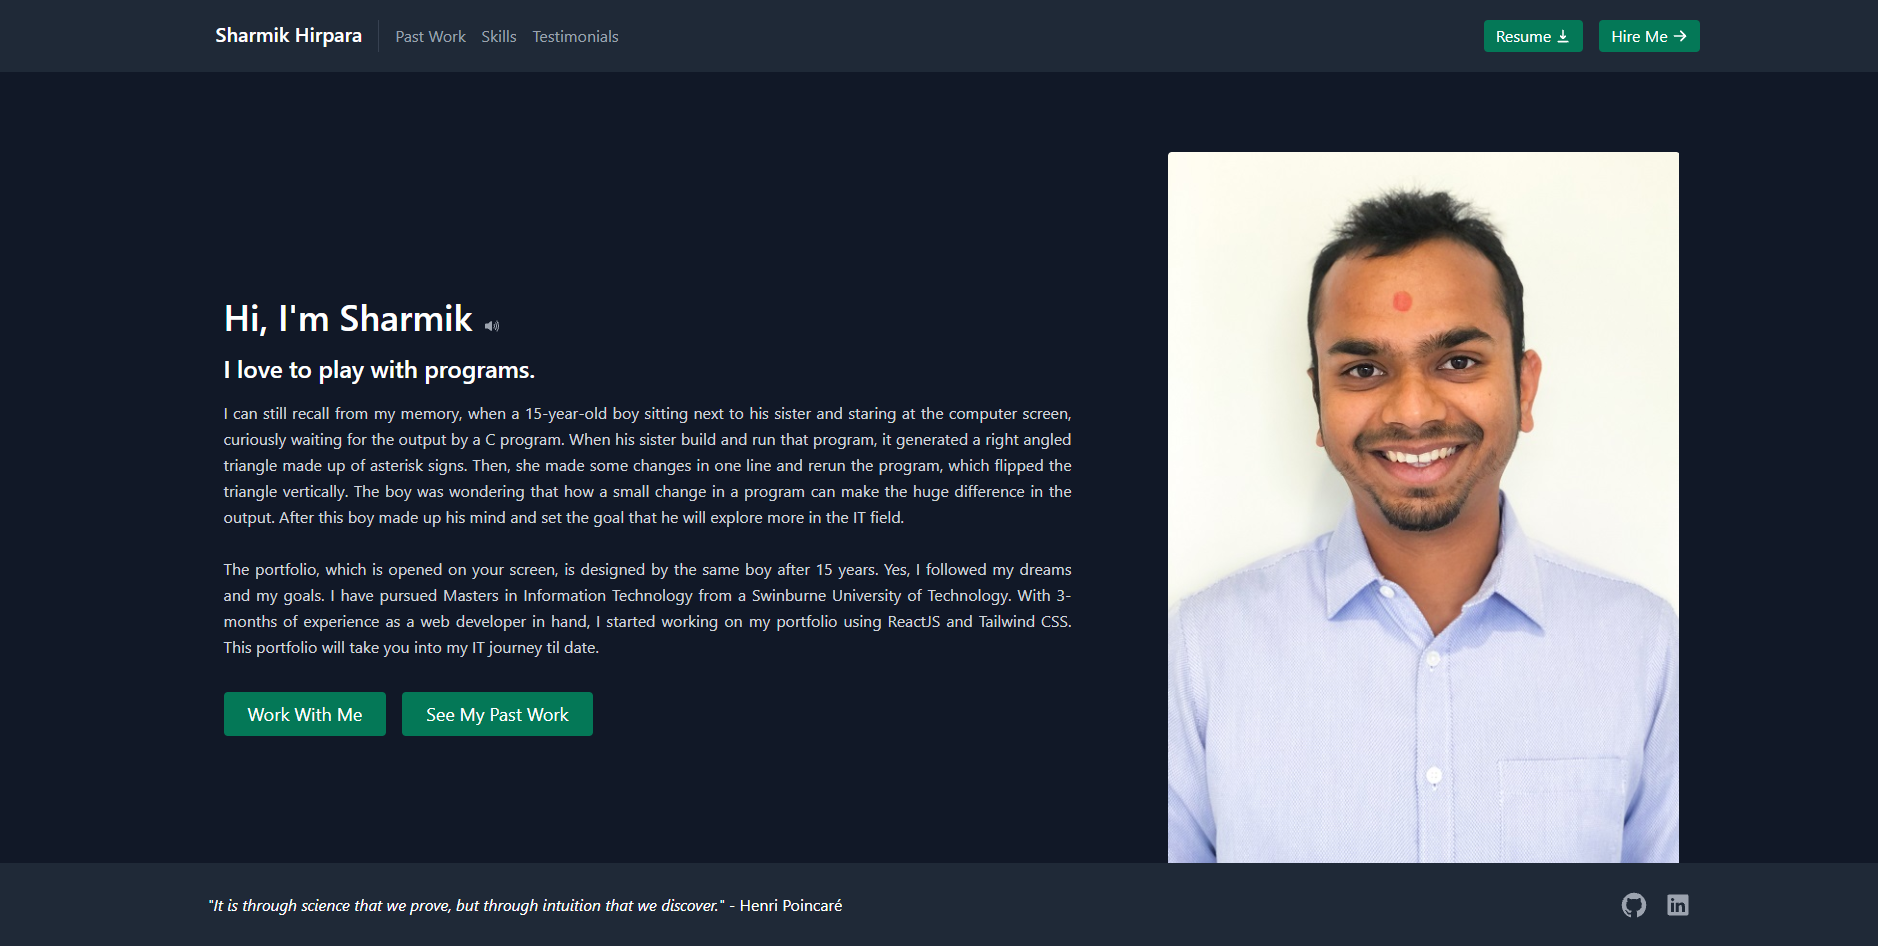 Sharmik Hirpara
Past Work Skills Testimonials
Resume
Hire Me
Hi, I'm Sharmik
I love to play with programs.
I can still recall from my memory, when a 15-year-old boy sitting next to his sister and staring at the computer screen,
curiously waiting for the output by a C program. When his sister build and run that program, it generated a right angled
triangle made up of asterisk signs. Then, she made some changes in one line and rerun the program, which flipped the
triangle vertically. The boy was wondering that how a small change in a program can make the huge difference in the
output. After this boy made up his mind and set the goal that he will explore more in the IT field.
The portfolio, which is opened on your screen, is designed by the same boy after 15 years. Yes, I followed my dreams
and my goals. I have pursued Masters in Information Technology from a Swinburne University of Technology. With 3-
months of experience as a web developer in hand, I started working on my portfolio using ReactJS and Tailwind CSS.
This portfolio will take you into my IT journey til date.
Work With Me
See My Past Work
"It is through science that we prove, but through intuition that we discover." - Henri Poincaré
in